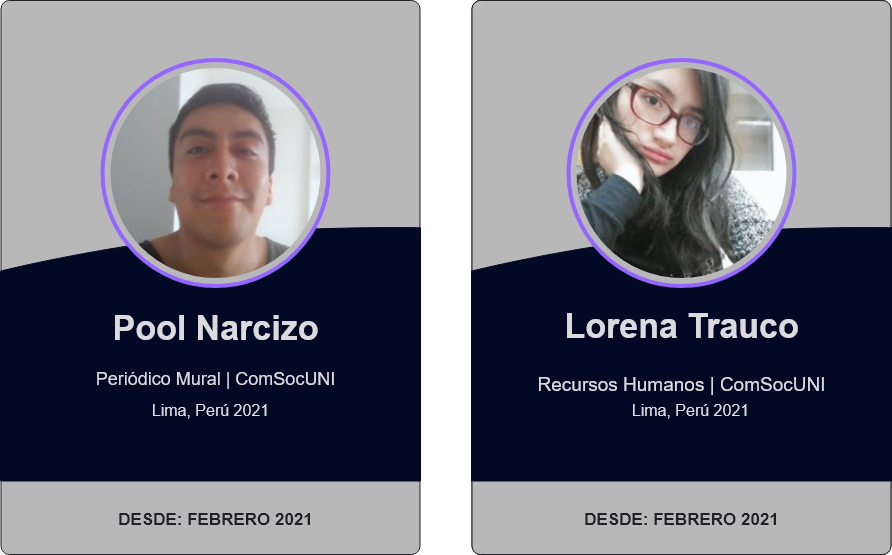 Pool Narcizo
Periódico Mural | ComSocUNI
Lima, Perú 2021
DESDE: FEBRERO 2021
Lorena Trauco
Recursos Humanos | ComSocUNI
Lima, Perú 2021
DESDE: FEBRERO 2021